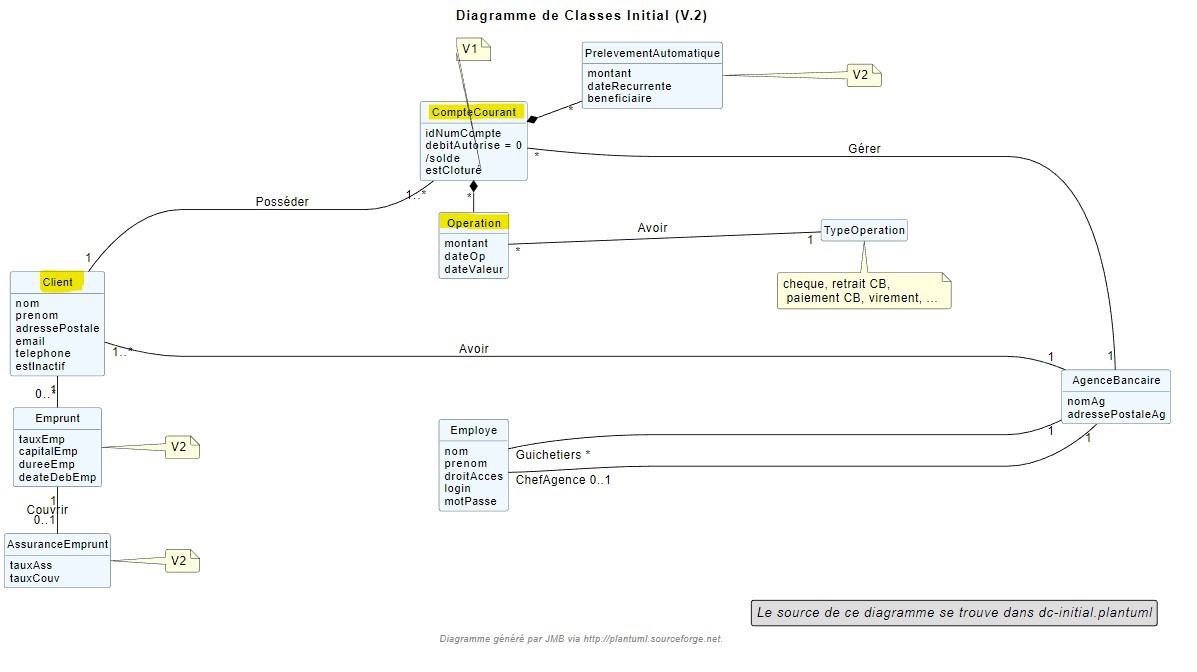 Diagramme de Classes Initial (V.2)
V1
PrelevementAutomatique
montant
dateRecurrente
beneficiaire
V2
CompteCourant
idNumCompte
debitAutorise = 0
/solde
estCloturé
*
*
Gérer
1..*
Posséder
*
Operation
montant
dateOp
dateValeur
*
Avoir
1
TypeOperation
cheque, retrait CB,
paiement CB, virement, ...
1
Client
nom
prenom
adressePostale
email
telephone
estInactif
1..*
Avoir
1
1
AgenceBancaire
nomAg
adressePostaleAg
1
0..*
Emprunt
tauxEmp
capitalEmp
dureeEmp
deateDebEmp
V2
Employe
nom
prenom
droitAcces
login
motPasse
Guichetiers *
1
ChefAgence 0..1
1
1
Couvrir
0..1
AssuranceEmprunt
tauxAss
tauxCouv
V2
Le source de ce diagramme se trouve dans dc-initial.plantuml
Diagramme généré par JMB via http://plantuml.sourceforge.net.